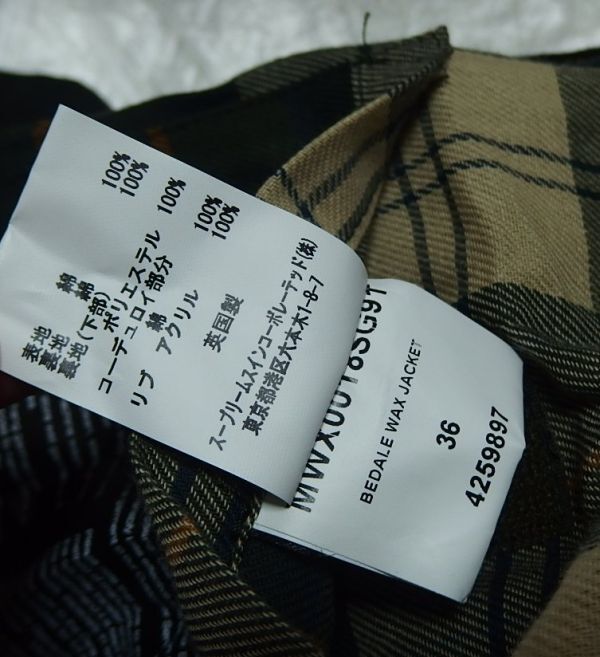 表地 綿 100%
裏地 綿 100%
裏地(下部) ポリエステル 100%
コーデュロイ部分 綿 100%
リブ アクリル 100%
英国製
スープリームスインコーポレーテッド(株)
東京都港区六本木1-8-7
MWX0018SG91
BEDALE WAX JACKET
36
4259897